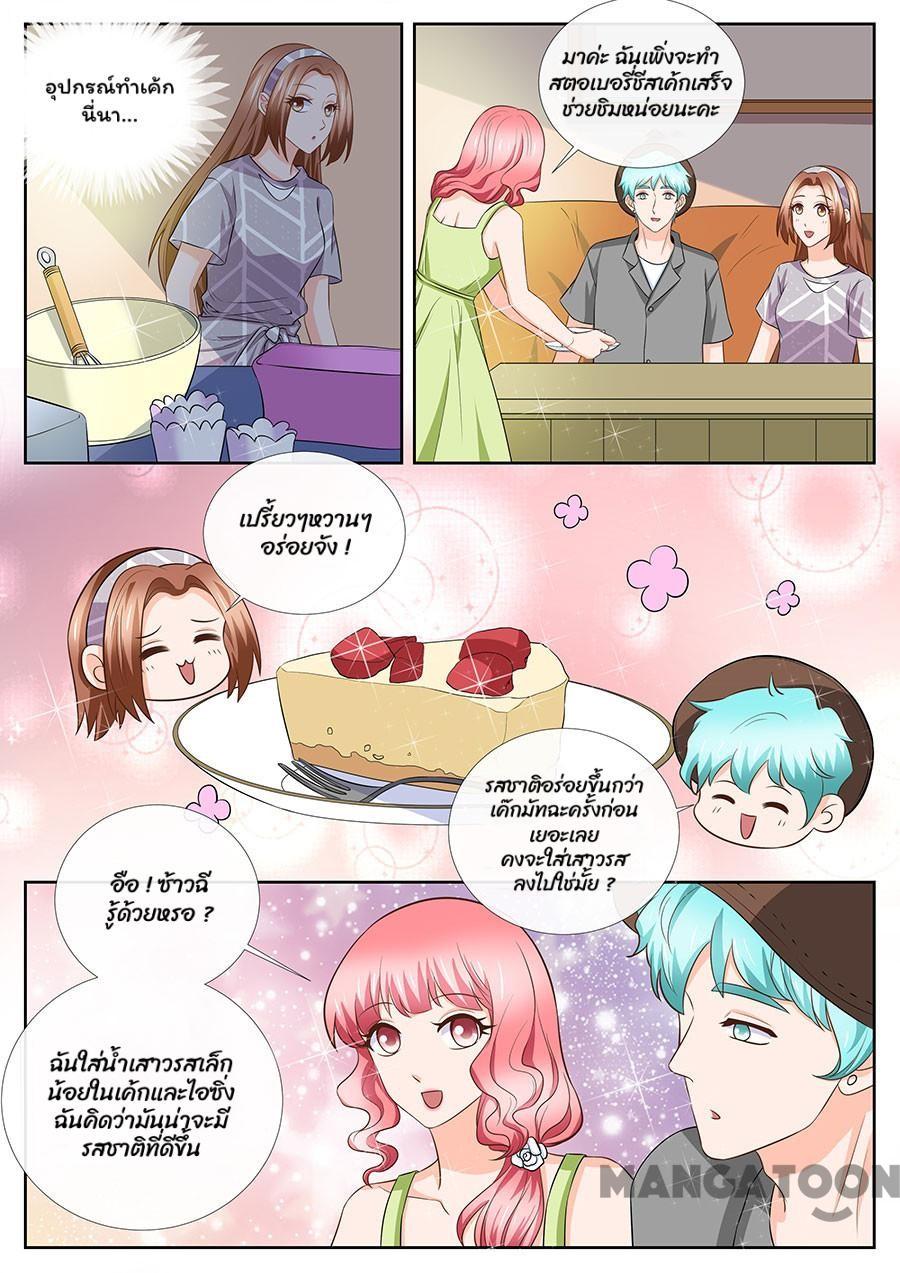 อุปกรณ์ทำเค้ก
นี่นา...
มาค่ะ ฉันเพิ่งจะทำ
สตอเบอรี่ชีสเค้กเสร็จ
ช่วยชิมหน่อยนะคะ
เปรี้ยวๆหวานๆ
อร่อยจัง !
รสชาติอร่อยขึ้นกว่า
เค๊กมัทฉะครั้งก่อน
เยอะเลย
คงจะใส่เสาวรส
ลงไปใช่มั้ย ?
อือ ! ซ้าวฉี
รู้ด้วยหรอ ?
ฉันใส่น้ำเสาวรสเล็ก
น้อยในเค้กและไอซิ่ง
ฉันคิดว่ามันน่าจะมี
รสชาติที่ดีขึ้น
MANGATOON